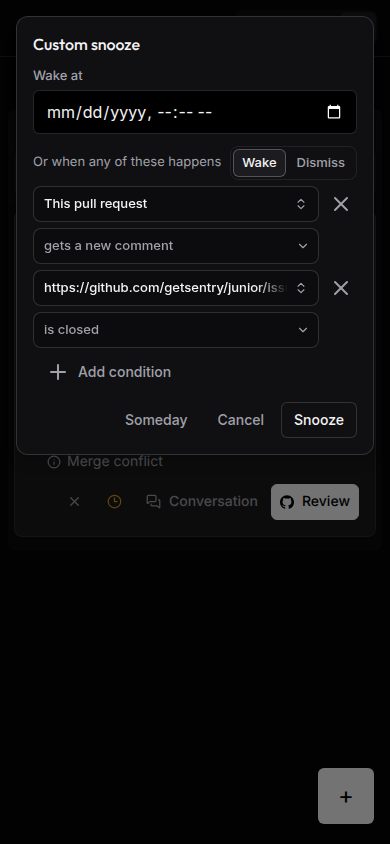 Custom snooze
Wake at
mm/dd/yyyy, --:-- --
Or when any of these happens Wake Dismiss
This pull request
gets a new comment
https://github.com/getsentry/junior/iss
is closed
Add condition
Someday Cancel Snooze
Merge conflict
Conversation Review